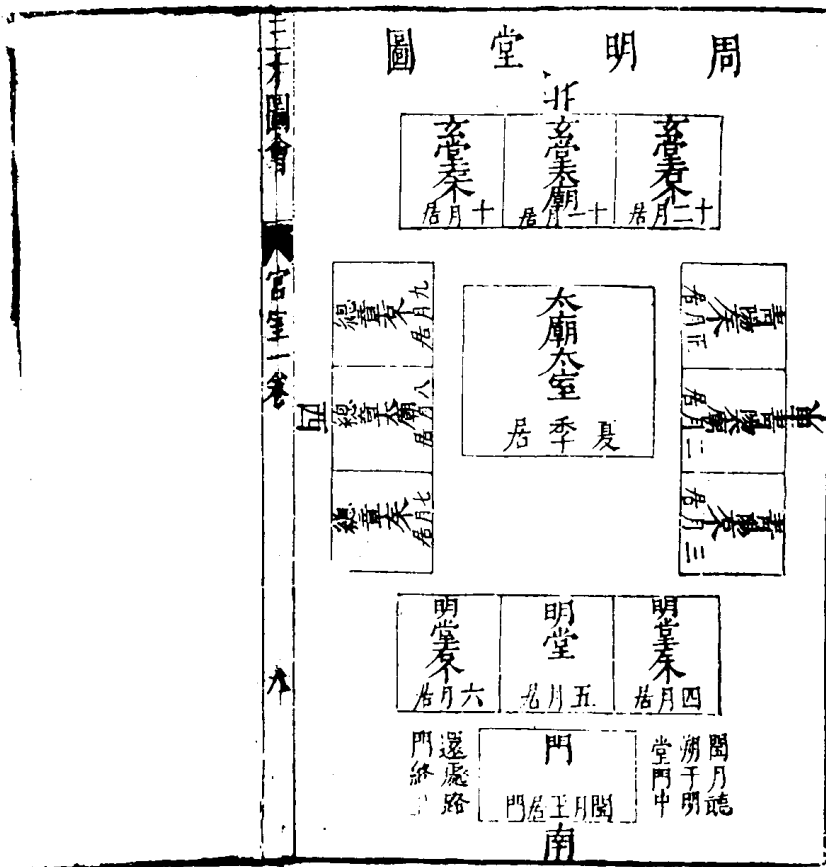 周明堂圖
北
玄堂右个
十二月居
玄堂太廟
十一月居
玄堂左个
十月居
東
青陽左个
正月居
青陽太廟
二月居
青陽右个
三月居
太廟太室
夏季居
西
總章右个
九月居
總章太廟
八月居
總章左个
七月居
明堂左个
四月居
明堂
五月居
明堂右个
六月居
門
閏月王居門
閏月聽
朔于明
堂門中
還處路
門終
南
三才圖會
宮室一卷